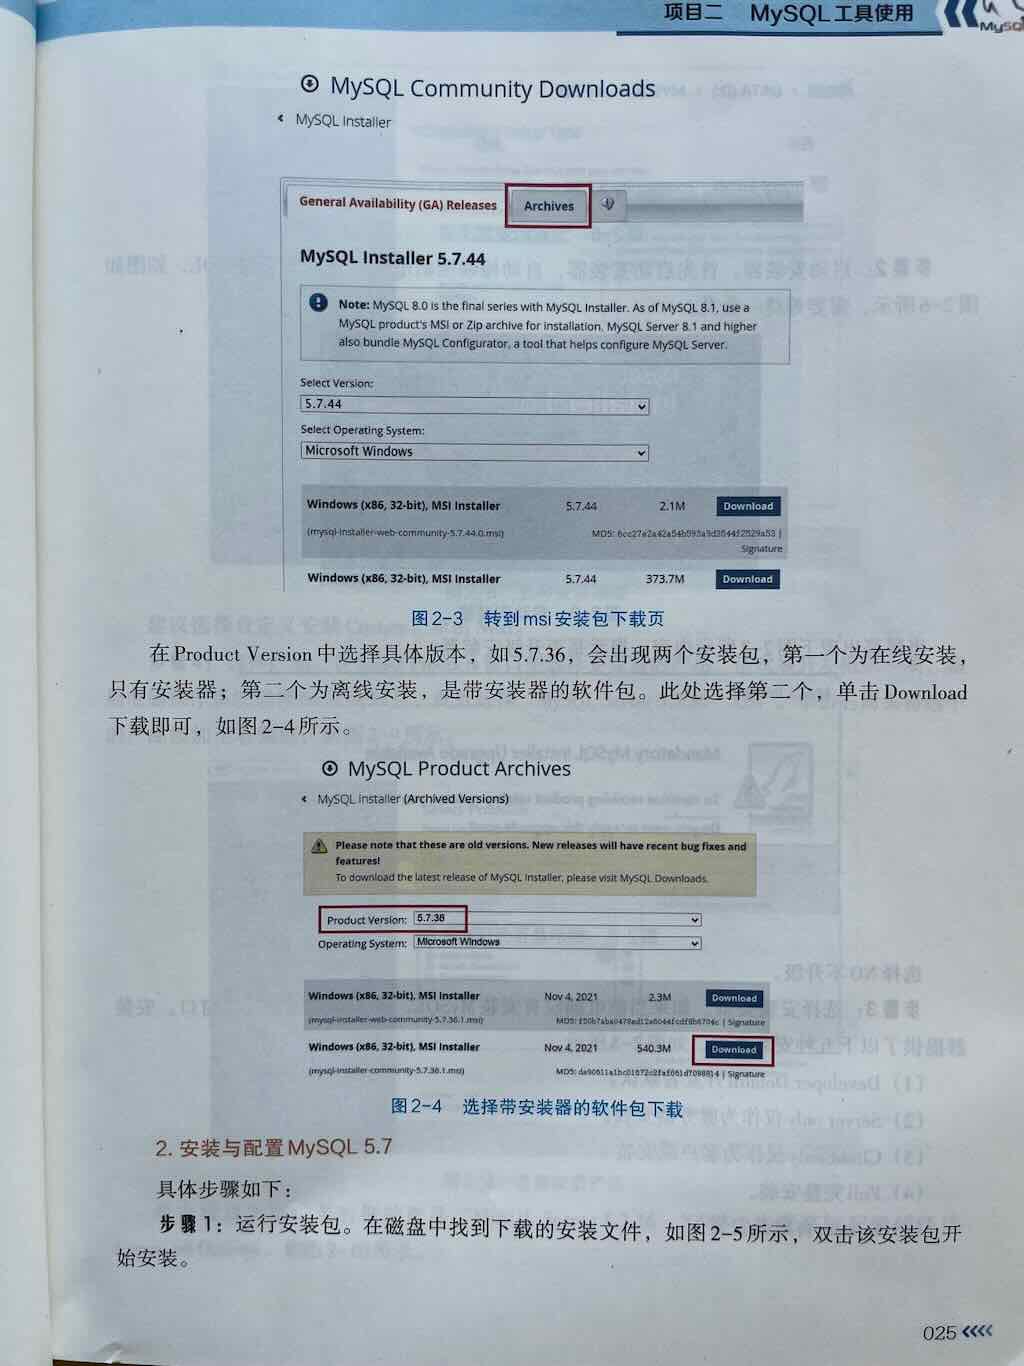 项目二 MySQL工具使用
MySQL
MySQL Community Downloads
MySQL Installer
General Availability (GA) Releases
Archives
MySQL Installer 5.7.44
Note: MySQL 8.0 is the final series with MySQL Installer. As of MySQL 8.1, use a
MySQL product's MSI or Zip archive for installation. MySQL Server 8.1 and higher
also bundle MySQL Configurator, a tool that helps configure MySQL Server.
Select Version:
5.7.44
Select Operating System:
Microsoft Windows
Windows (x86, 32-bit), MSI Installer 5.7.44 2.1M Download
(mysql-installer-web-community-5.7.44.0.msi) MD5: |
Signature
Windows (x86, 32-bit), MSI Installer 5.7.44 373.7M Download
图2-3 转到msi安装包下载页
在Product Version中选择具体版本，如5.7.36，会出现两个安装包，第一个为在线安装，
只有安装器；第二个为离线安装，是带安装器的软件包。此处选择第二个，单击Download
下载即可，如图2-4所示。
MySQL Product Archives
MySQL Installer (Archived Versions)
Please note that these are old versions. New releases will have recent bug fixes and
features!
To download the latest release of MySQL Installer, please visit MySQL Downloads.
Product Version: 5.7.36
Operating System: Microsoft Windows
Windows (x86, 32-bit), MSI Installer Nov 4, 2021 2.3M Download
(mysql-installer-web-community-5.7.36.1.msi) MD5: | Signature
Windows (x86, 32-bit), MSI Installer Nov 4, 2021 540.3M Download
(mysql-installer-community-5.7.36.1.msi) MD5: | Signature
图2-4 选择带安装器的软件包下载
2. 安装与配置MySQL 5.7
具体步骤如下：
步骤1：运行安装包。在磁盘中找到下载的安装文件，如图2-5所示，双击该安装包开
始安装。
025